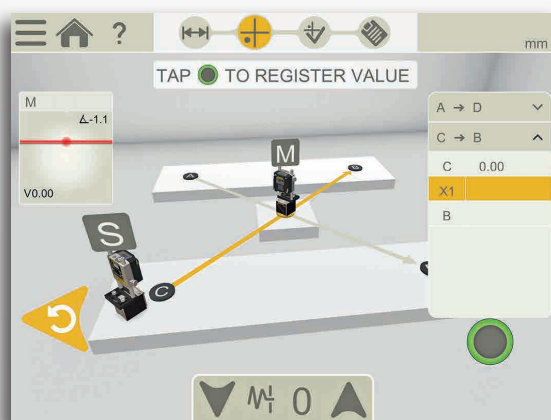 ?
mm
TAP TO REGISTER VALUE
M
∡-1.1
V0.00
A → D
C → B
C 0.00
X1
B
M
S
A
B
C
0